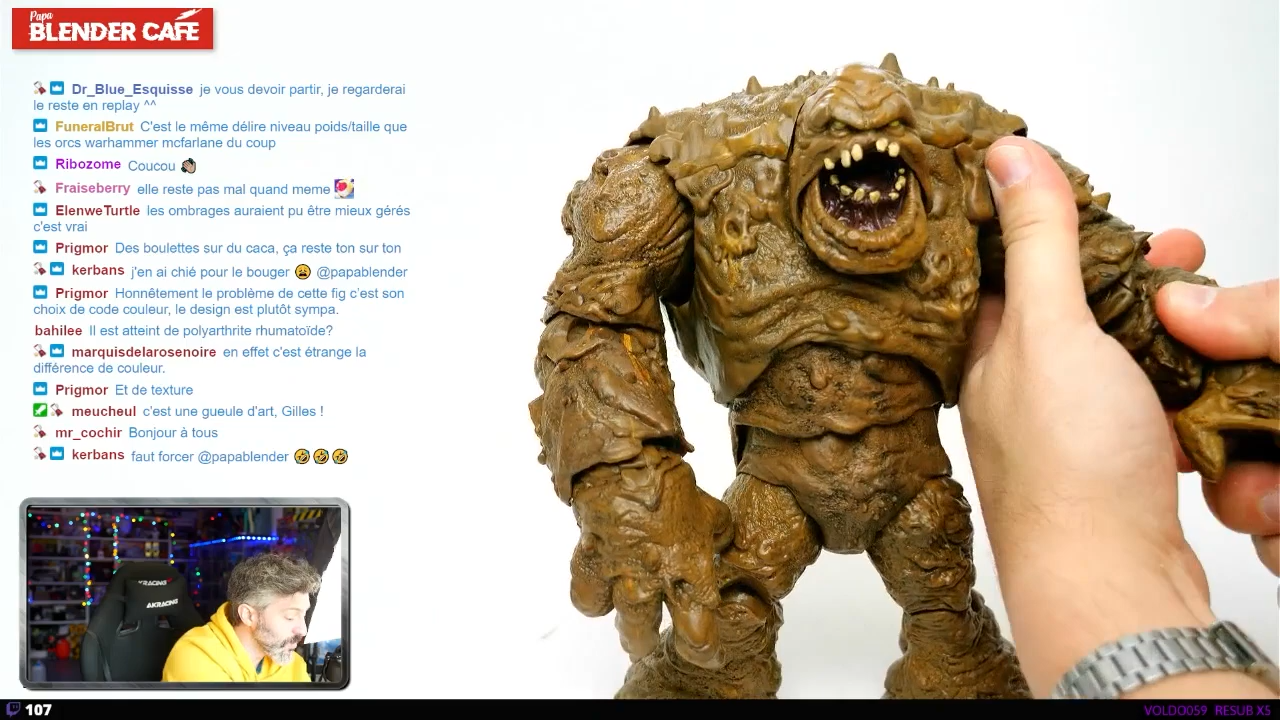 Papa
BLENDER CAFÉ
Dr_Blue_Esquisse je vous devoir partir, je regarderai
le reste en replay ^^
FuneralBrut C'est le même délire niveau poids/taille que
les orcs warhammer mcfarlane du coup
Ribozome Coucou
Fraiseberry elle reste pas mal quand meme
ElenweTurtle les ombrages auraient pu être mieux gérés
c'est vrai
Prigmor Des boulettes sur du caca, ça reste ton sur ton
kerbans j'en ai chié pour le bouger 😩 @papablender
Prigmor Honnêtement le problème de cette fig c'est son
choix de code couleur, le design est plutôt sympa.
bahilee Il est atteint de polyarthrite rhumatoïde?
marquisdelarosenoire en effet c'est étrange la
différence de couleur.
Prigmor Et de texture
meucheul c'est une gueule d'art, Gilles !
mr_cochir Bonjour à tous
kerbans faut forcer @papablender 🤣🤣🤣
AKRACING
AKRACING
107
VOLDO059 RESUB X5